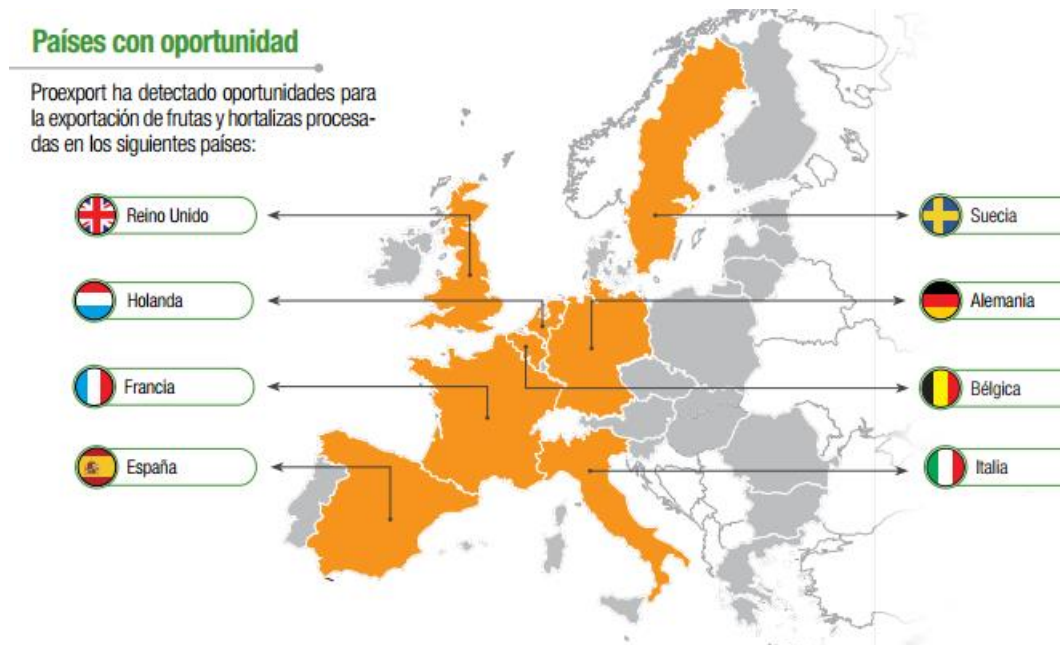 Países con oportunidad
Proexport ha detectado oportunidades para
la exportación de frutas y hortalizas procesa-
das en los siguientes países:
Reino Unido
Suecia
Holanda
Alemania
Francia
Bélgica
España
Italia